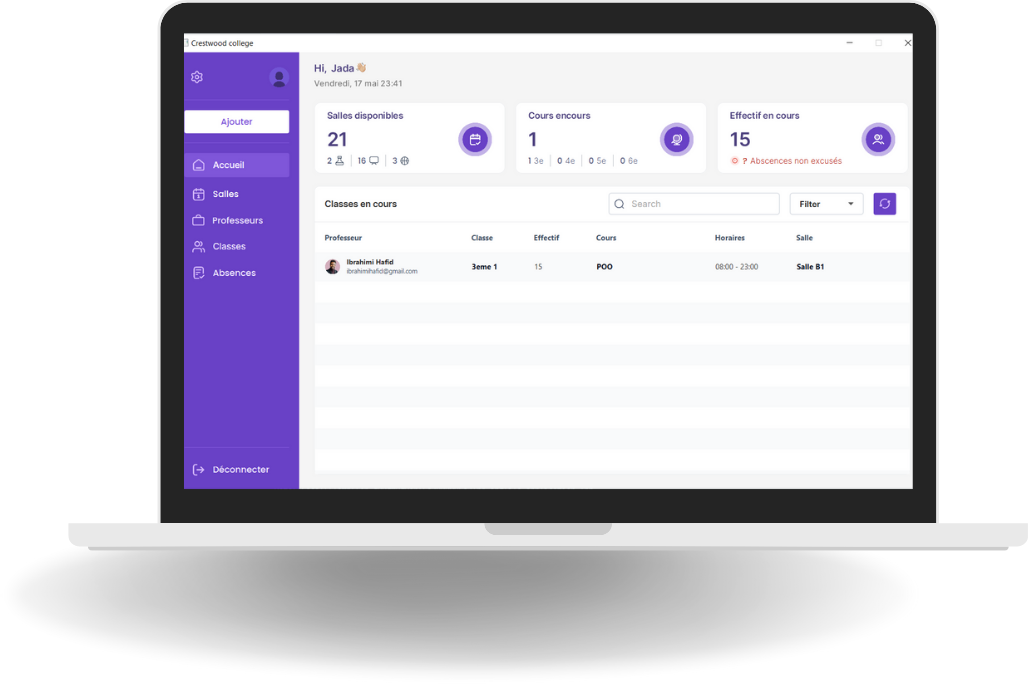 Crestwood college
Hi, Jada👋🏼
Vendredi, 17 mai 23:41
Ajouter
Accueil
Salles
Professeurs
Classes
Absences
Déconnecter
Salles disponibles
21
2 16 3
Cours encours
1
1 3e 0 4e 0 5e 0 6e
Effectif en cours
15
? Abscences non excusés
Classes en cours
Search
Filter
Professeur Classe Effectif Cours Horaires Salle
Ibrahimi Hafid
ibrahimihafid@gmail.com
3eme 1 15 POO 08:00 - 23:00 Salle B1